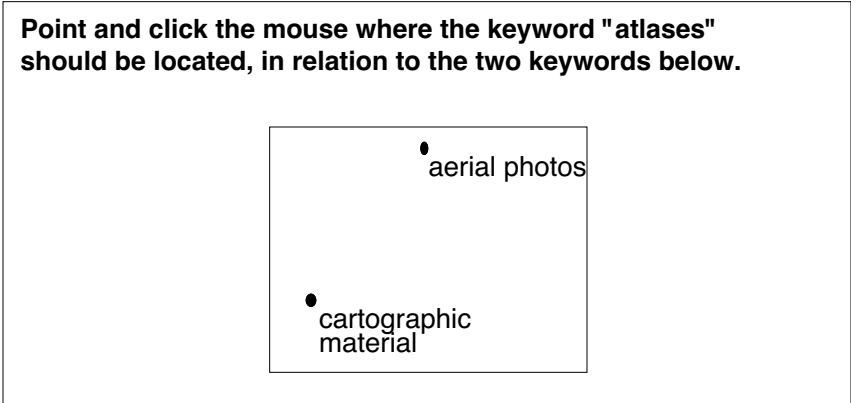 Point and click the mouse where the keyword "atlases"
should be located, in relation to the two keywords below.
aerial photos
cartographic
material